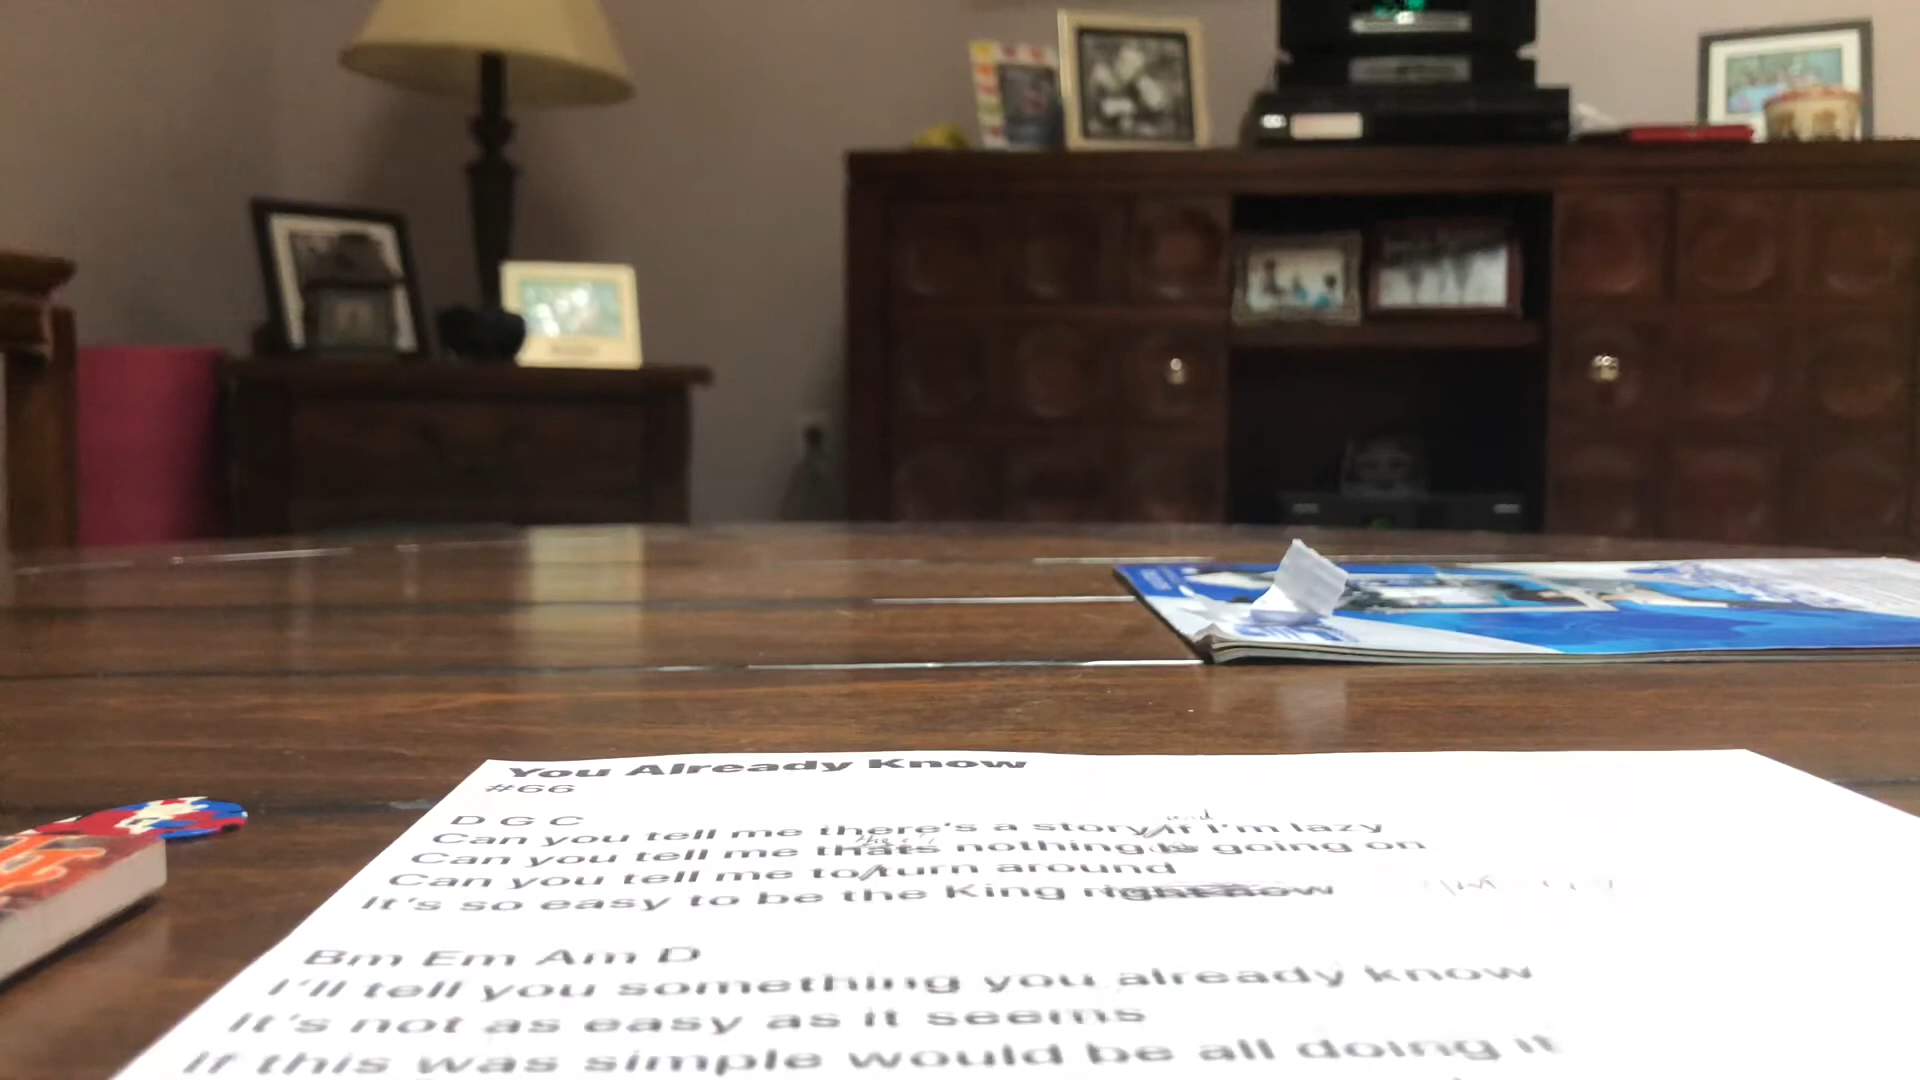 You Already Know
#66
D G C
Can you tell me there's a story if I'm lazy
Can you tell me thats nothing is going on
Can you tell me to turn around
It's so easy to be the King right now
Bm Em Am D
I'll tell you something you already know
It's not as easy as it seems
If this was simple would be all doing it